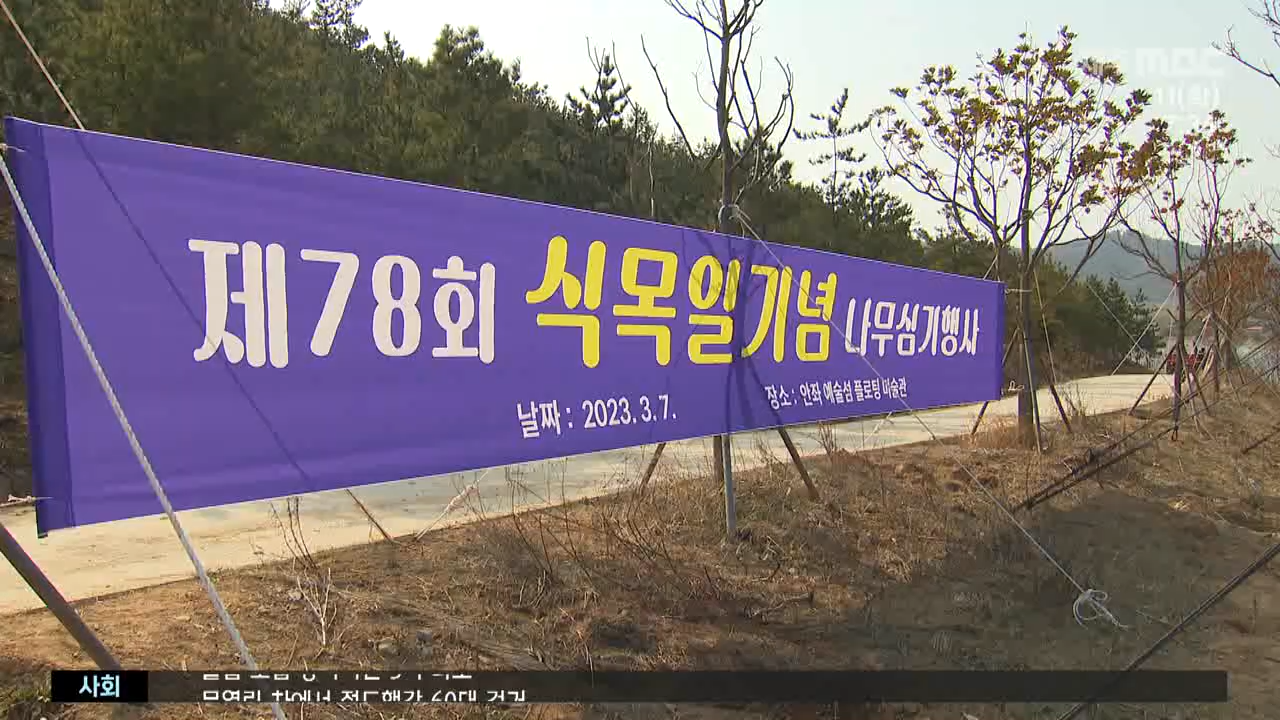 MBC
제78회 식목일기념 나무심기행사
날짜 : 2023. 3. 7.
장소 : 안좌 예술섬 플로팅 미술관
사회